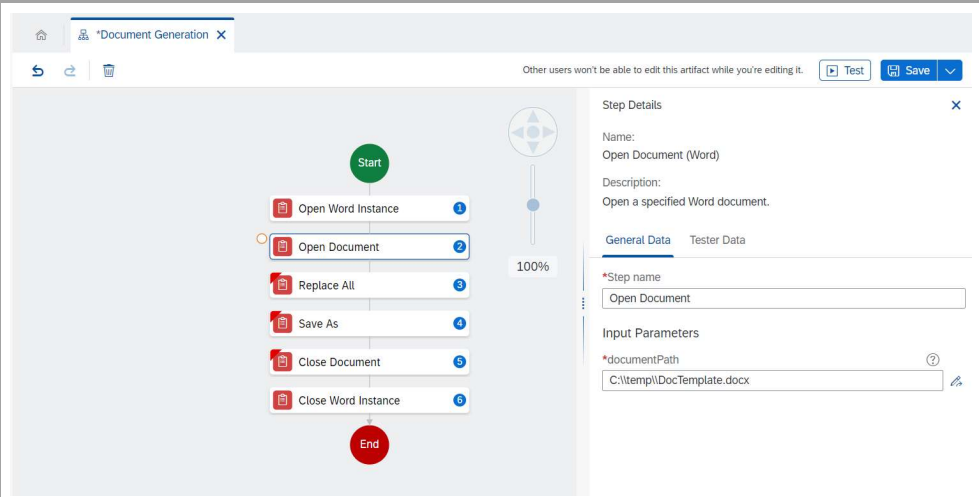 *Document Generation
Other users won't be able to edit this artifact while you're editing it.
Test
Save
Start
Open Word Instance 1
Open Document 2
Replace All 3
Save As 4
Close Document 5
Close Word Instance 6
End
100%
Step Details
Name:
Open Document (Word)
Description:
Open a specified Word document.
General Data Tester Data
*Step name
Open Document
Input Parameters
*documentPath
C:\\temp\\DocTemplate.docx